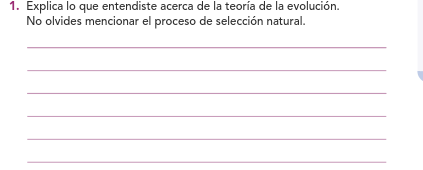 1. Explica lo que entendiste acerca de la teoría de la evolución.
No olvides mencionar el proceso de selección natural.